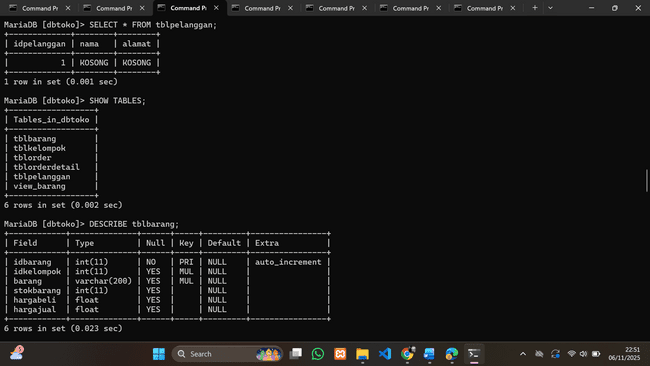 Command Pr Command Pr Command Pr Command Pr Command Pr Command Pr Command Pr
MariaDB [dbtoko]> SELECT * FROM tblpelanggan;
+-------------+--------+--------+
| idpelanggan | nama   | alamat |
+-------------+--------+--------+
|           1 | KOSONG | KOSONG |
+-------------+--------+--------+
1 row in set (0.001 sec)
MariaDB [dbtoko]> SHOW TABLES;
+------------------+
| Tables_in_dbtoko |
+------------------+
| tblbarang        |
| tblkelompok      |
| tblorder         |
| tblorderdetail   |
| tblpelanggan     |
| view_barang      |
+------------------+
6 rows in set (0.002 sec)
MariaDB [dbtoko]> DESCRIBE tblbarang;
+------------+--------------+------+-----+---------+----------------+
| Field      | Type         | Null | Key | Default | Extra          |
+------------+--------------+------+-----+---------+----------------+
| idbarang   | int(11)      | NO   | PRI | NULL    | auto_increment |
| idkelompok | int(11)      | YES  | MUL | NULL    |                |
| barang     | varchar(200) | YES  | MUL | NULL    |                |
| stokbarang | int(11)      | YES  |     | NULL    |                |
| hargabeli  | float        | YES  |     | NULL    |                |
| hargajual  | float        | YES  |     | NULL    |                |
+------------+--------------+------+-----+---------+----------------+
6 rows in set (0.023 sec)
Search
22:51
06/11/2025